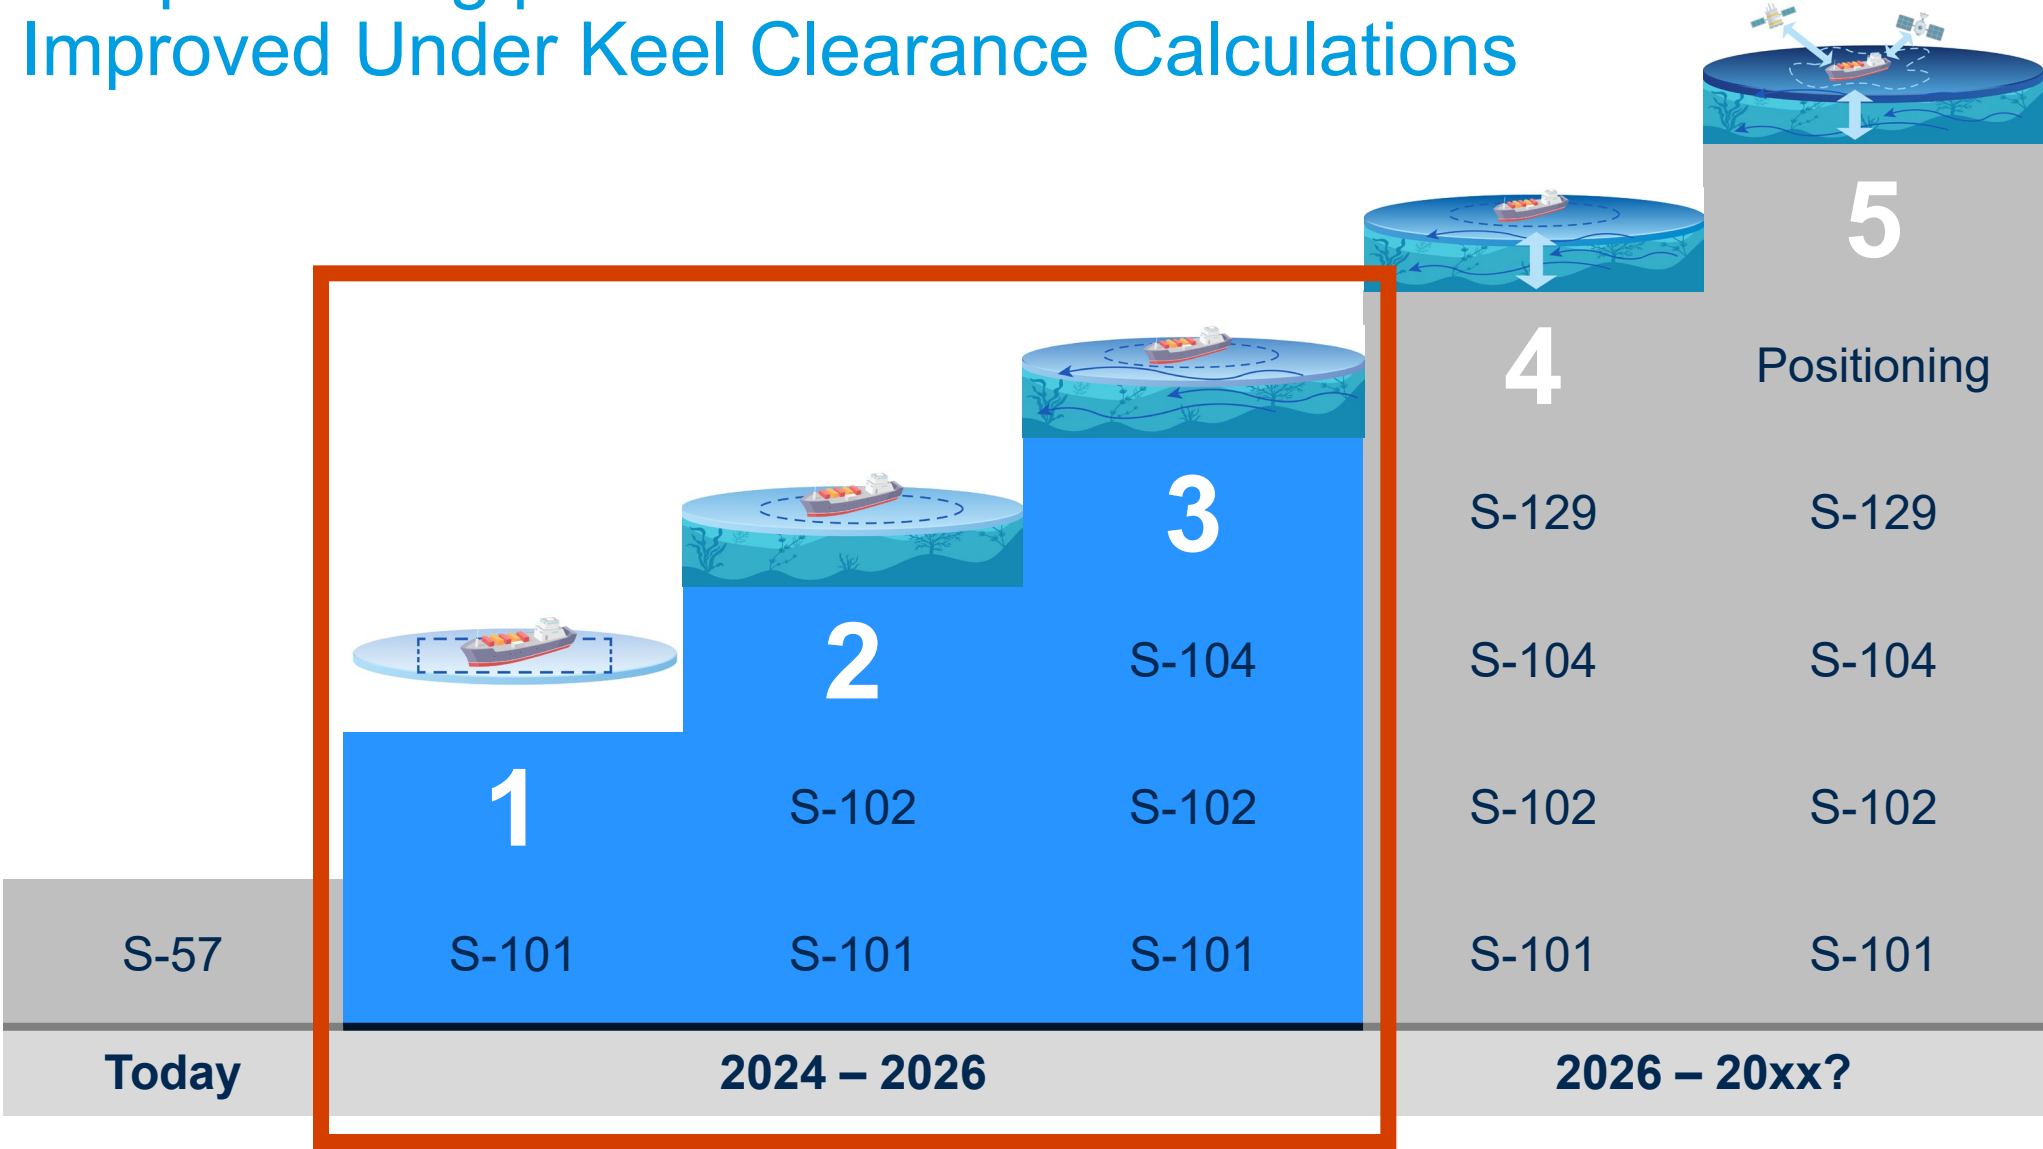 Improved Under Keel Clearance Calculations
5
4
Positioning
3
S-129
S-129
2
S-104
S-104
S-104
1
S-102
S-102
S-102
S-102
S-57
S-101
S-101
S-101
S-101
S-101
Today
2024 – 2026
2026 – 20xx?